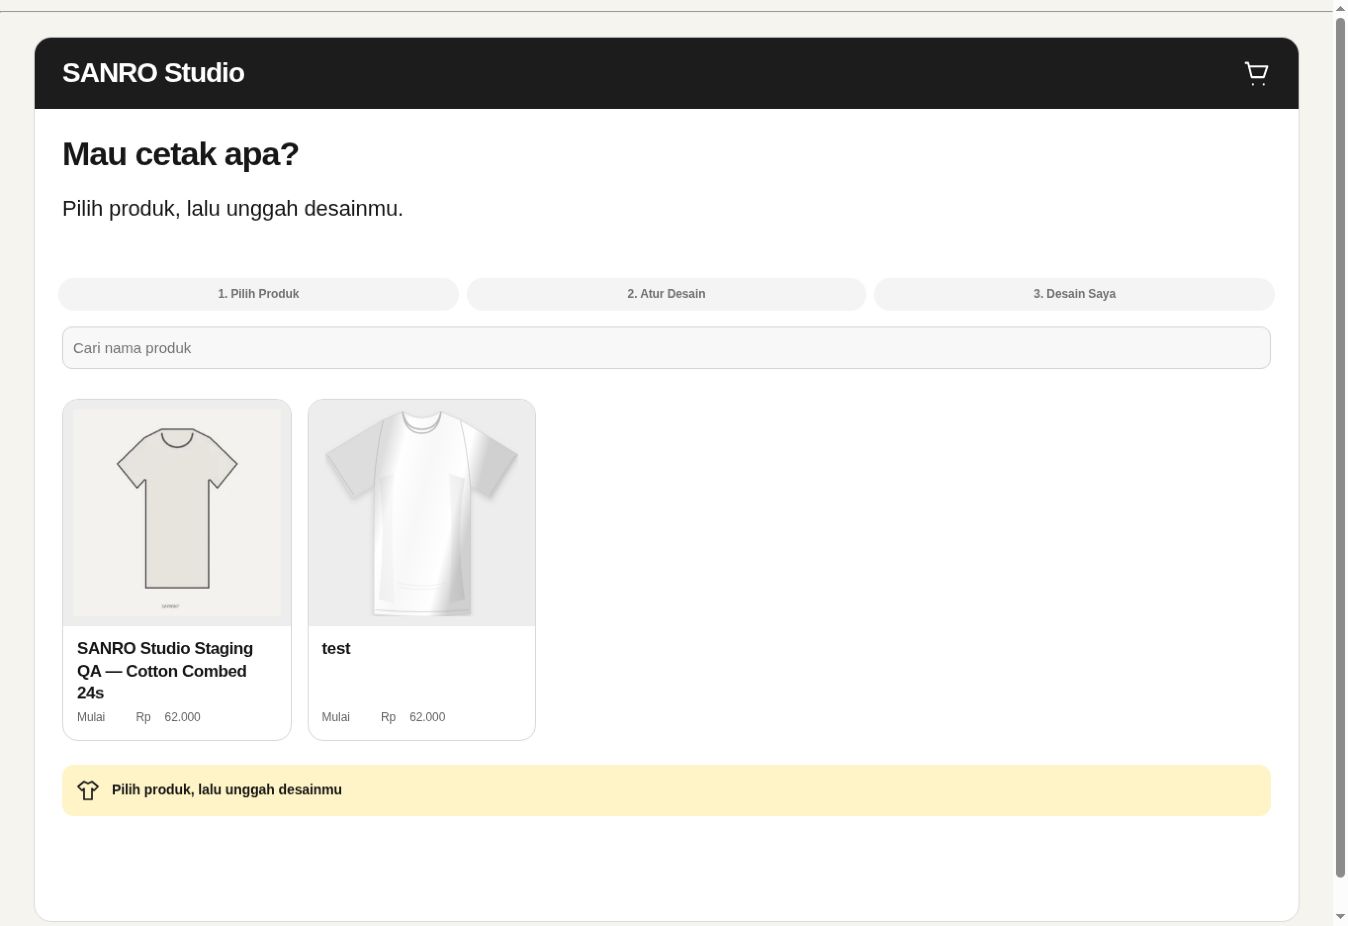 SANRO Studio
Mau cetak apa?
Pilih produk, lalu unggah desainmu.
1. Pilih Produk
2. Atur Desain
3. Desain Saya
Cari nama produk
SANRO Studio Staging
QA — Cotton Combed
24s
Mulai Rp 62.000
test
Mulai Rp 62.000
Pilih produk, lalu unggah desainmu